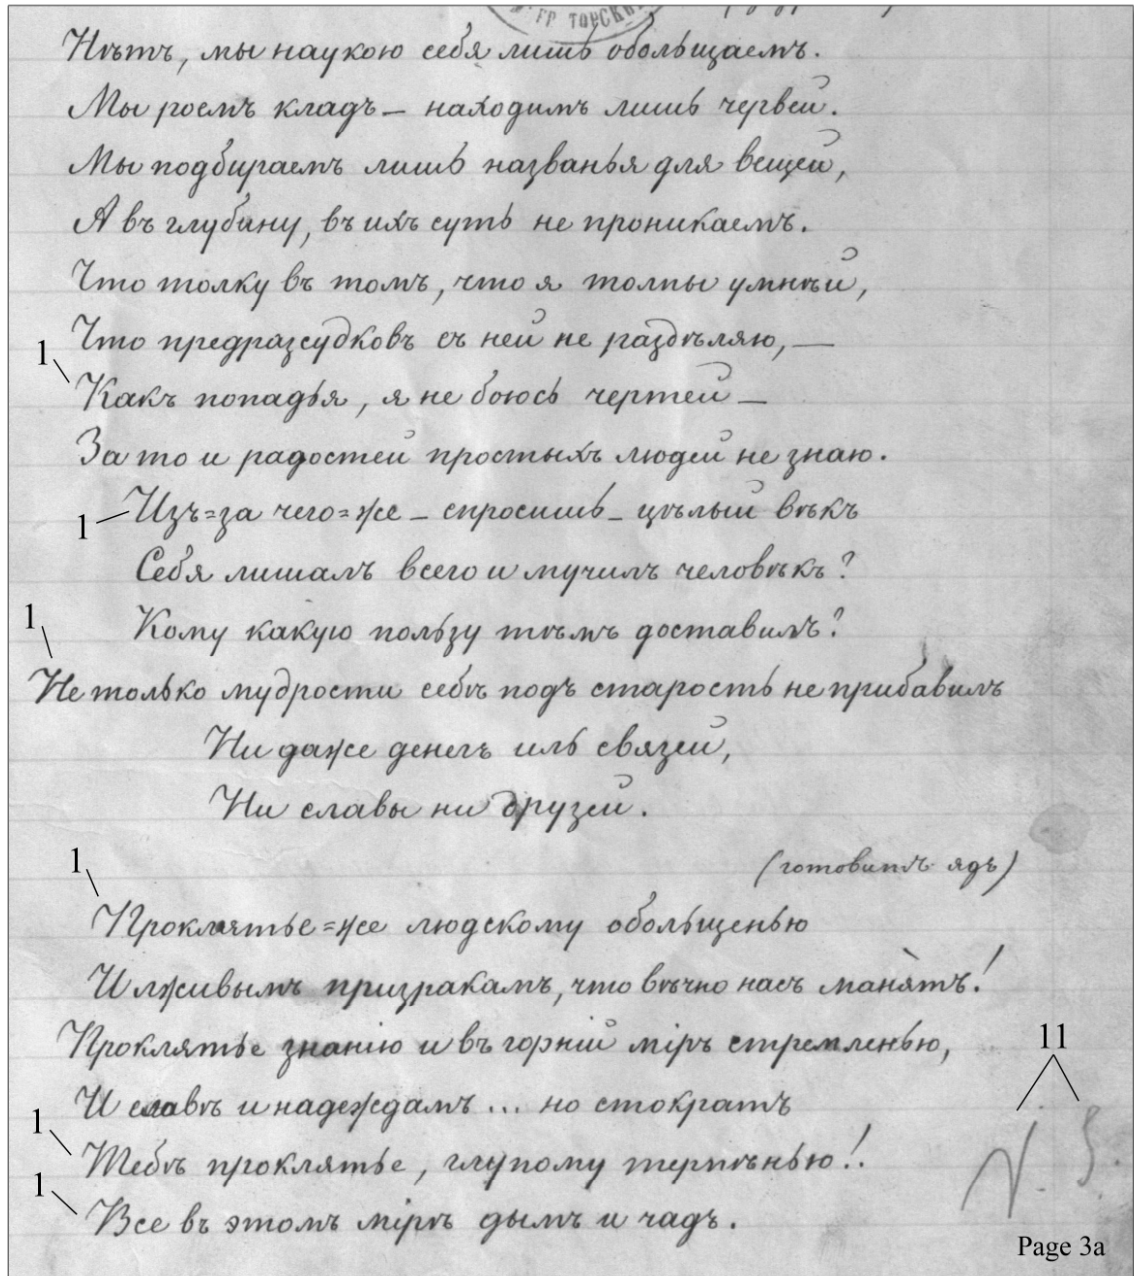 ТОРСКІ
Нѣтъ, мы наукою себя лишь обольщаемъ.
Мы роемъ кладъ — находимъ лишь червей.
Мы подбираемъ лишь названья для вещей,
А въ глубину, въ ихъ суть не проникаемъ.
Что толку въ томъ, что я толпы умнѣй,
Что предразсудковъ съ ней не раздѣляю, —
1
Какъ попадья, я не боюсь чертей —
За то и радостей простыхъ людей не знаю.
1 Изъ=за чего=же — спросишь — цѣлый вѣкъ
Себя лишалъ всего и мучилъ человѣкъ?
Кому какую пользу тѣмъ доставилъ?
1
Не только мудрости себѣ подъ старость не прибавилъ
Ни даже денегъ иль связей,
Ни славы ни друзей.
(готовитъ ядъ)
1
Проклятье=же людскому обольщенью
И лживымъ призракамъ, что вѣчно насъ маня̀тъ!
Проклятье знанію и въ горній міръ стремленью,
11
И славѣ и надеждамъ... но стократъ
1
Тебѣ проклятье, глупому терпѣнью!.
1
Все въ этомъ мірѣ дымъ и чадъ.
Page 3a